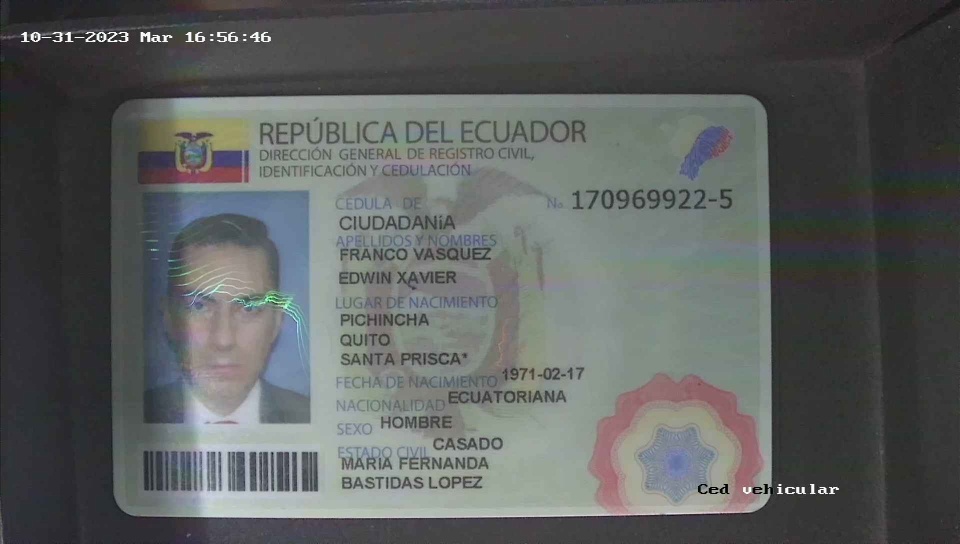 10-31-2023 Mar 16:56:46
REPÚBLICA DEL ECUADOR
DIRECCIÓN GENERAL DE REGISTRO CIVIL,
IDENTIFICACIÓN Y CEDULACIÓN
CÉDULA DE
No 170969922-5
CIUDADANíA
APELLIDOS Y NOMBRES
FRANCO VASQUEZ
EDWIN XAVIER
LUGAR DE NACIMIENTO
PICHINCHA
QUITO
SANTA PRISCA*
FECHA DE NACIMIENTO 1971-02-17
NACIONALIDAD ECUATORIANA
SEXO HOMBRE
ESTADO CIVIL CASADO
MARIA FERNANDA
BASTIDAS LOPEZ
Ced vehicular